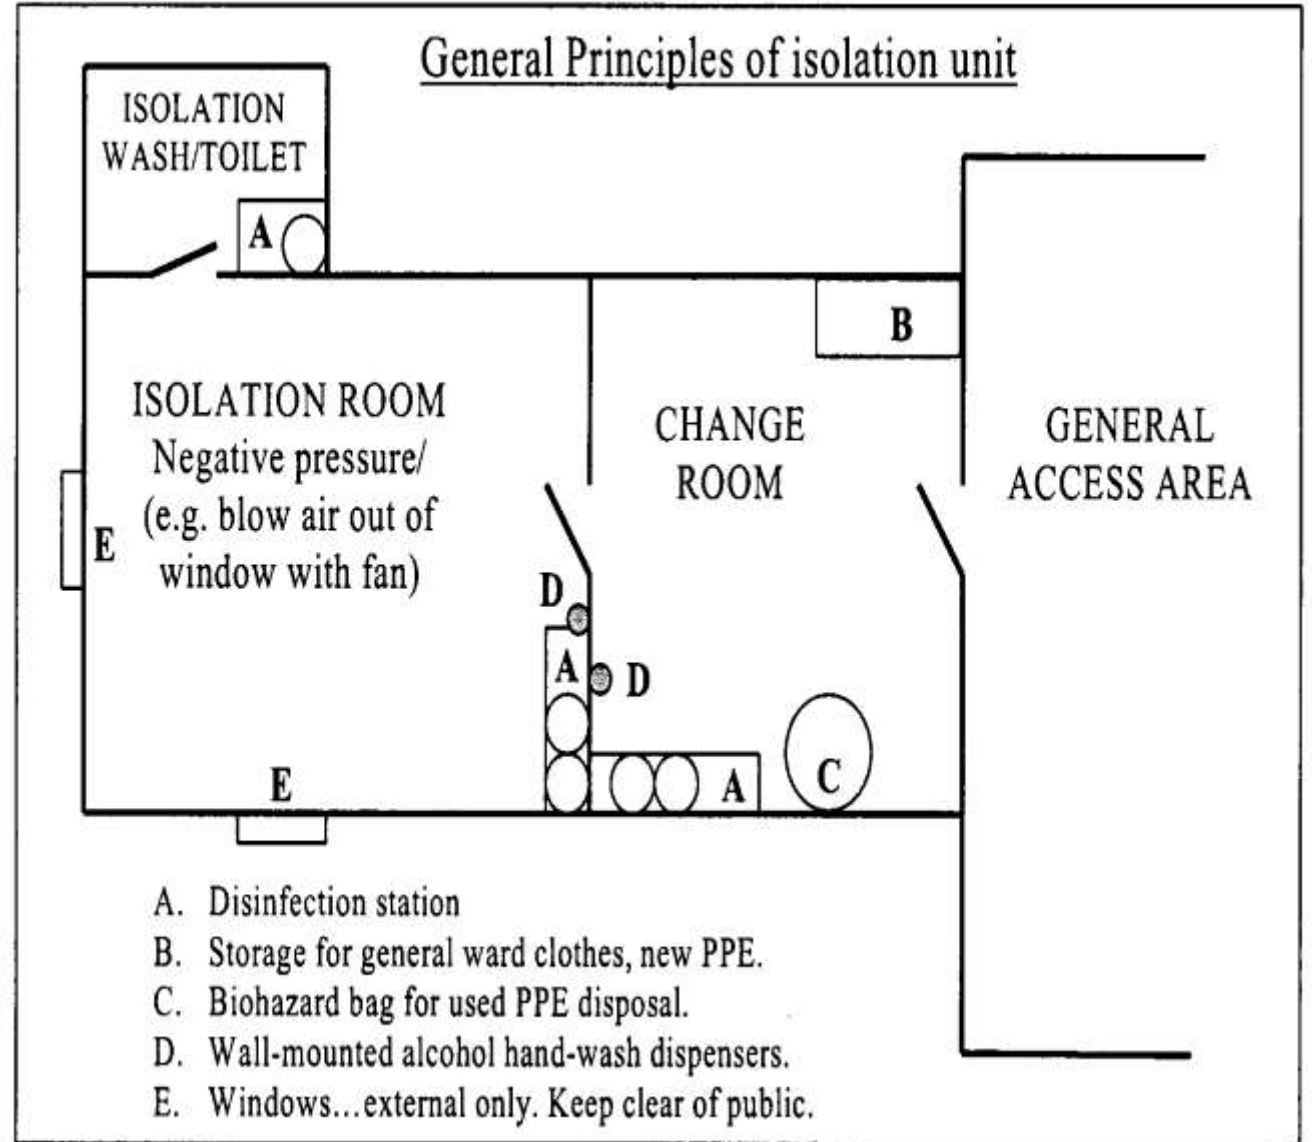 General Principles of isolation unit
ISOLATION
WASH/TOILET
A
B
ISOLATION ROOM
Negative pressure/
(e.g. blow air out of
window with fan)
CHANGE
ROOM
GENERAL
ACCESS AREA
E
D
A
D
E
A
C
A. Disinfection station
B. Storage for general ward clothes, new PPE.
C. Biohazard bag for used PPE disposal.
D. Wall-mounted alcohol hand-wash dispensers.
E. Windows...external only. Keep clear of public.